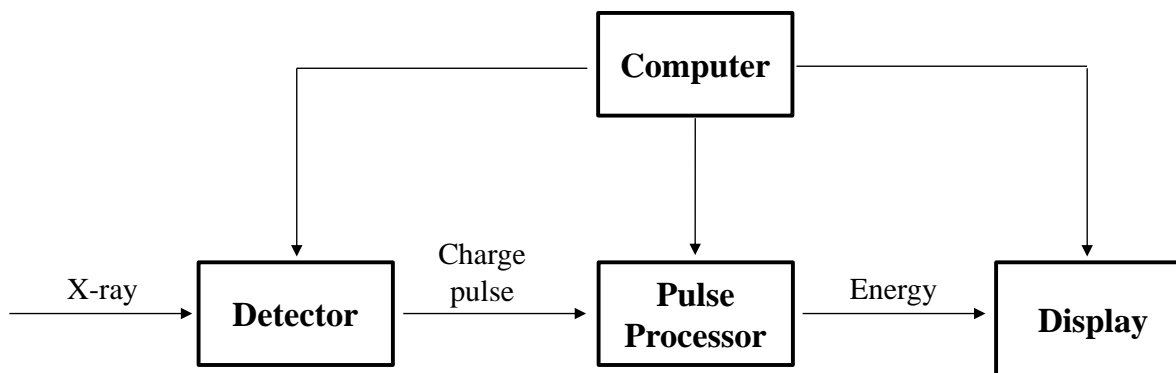 Computer
X-ray
Detector
Charge
pulse
Pulse
Processor
Energy
Display